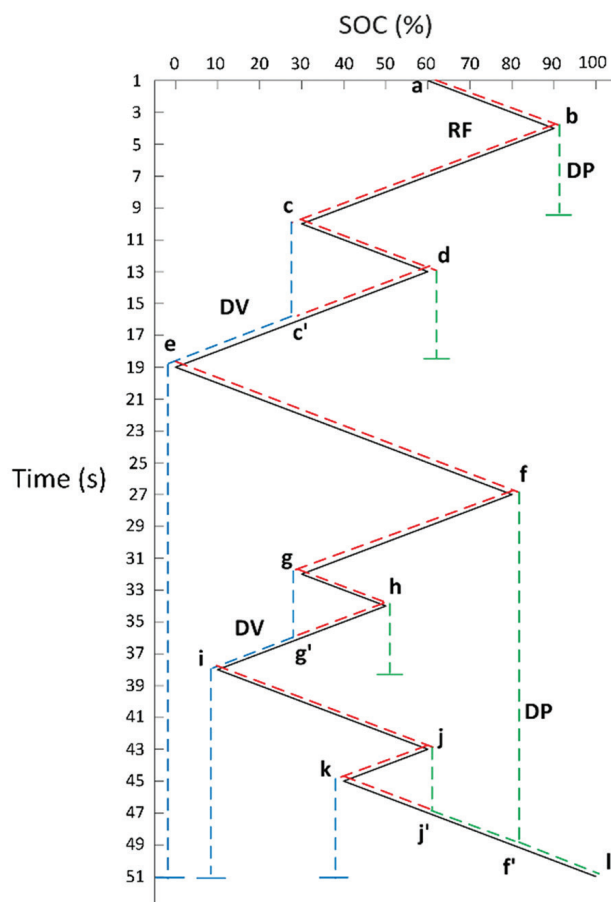 SOC (%)
0 10 20 30 40 50 60 70 80 90 100
1
a
b
3
RF
5
DP
7
9
c
11
d
13
15
DV
c'
17
e
19
21
23
25
f
27
Time (s)
29
31
g
h
33
35
DV
g'
37
i
39
DP
41
j
43
k
45
47
j'
49
f'
l
51